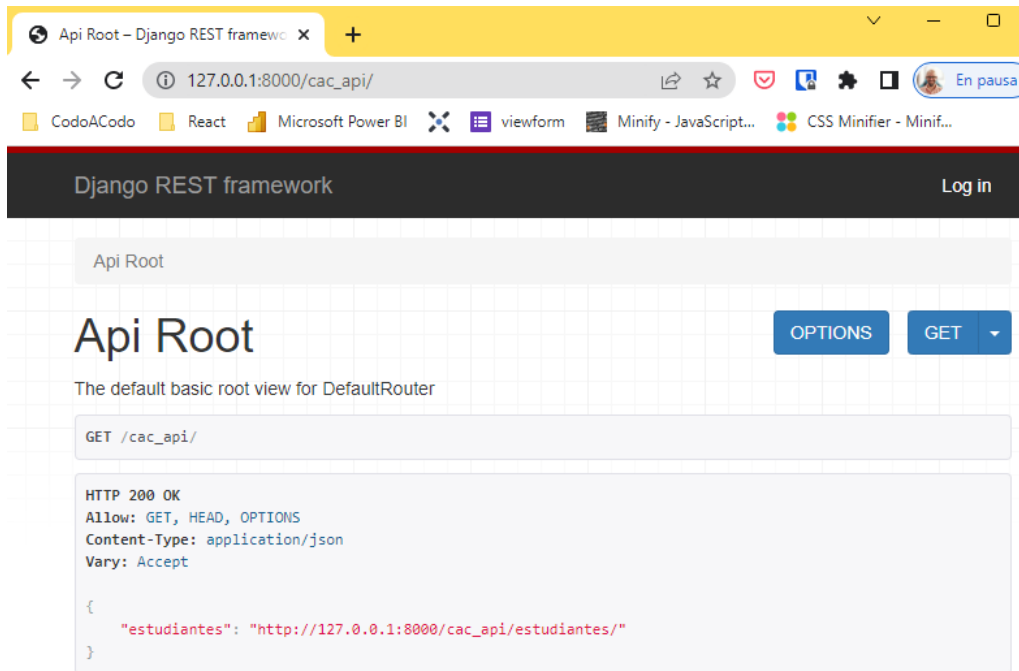 Api Root – Django REST framewo
127.0.0.1:8000/cac_api/
En pausa
CodoACodo React Microsoft Power BI viewform Minify - JavaScript... CSS Minifier - Minif...
Django REST framework Log in
Api Root
Api Root OPTIONS GET
The default basic root view for DefaultRouter
GET /cac_api/
HTTP 200 OK
Allow: GET, HEAD, OPTIONS
Content-Type: application/json
Vary: Accept
{
"estudiantes": "http://127.0.0.1:8000/cac_api/estudiantes/"
}